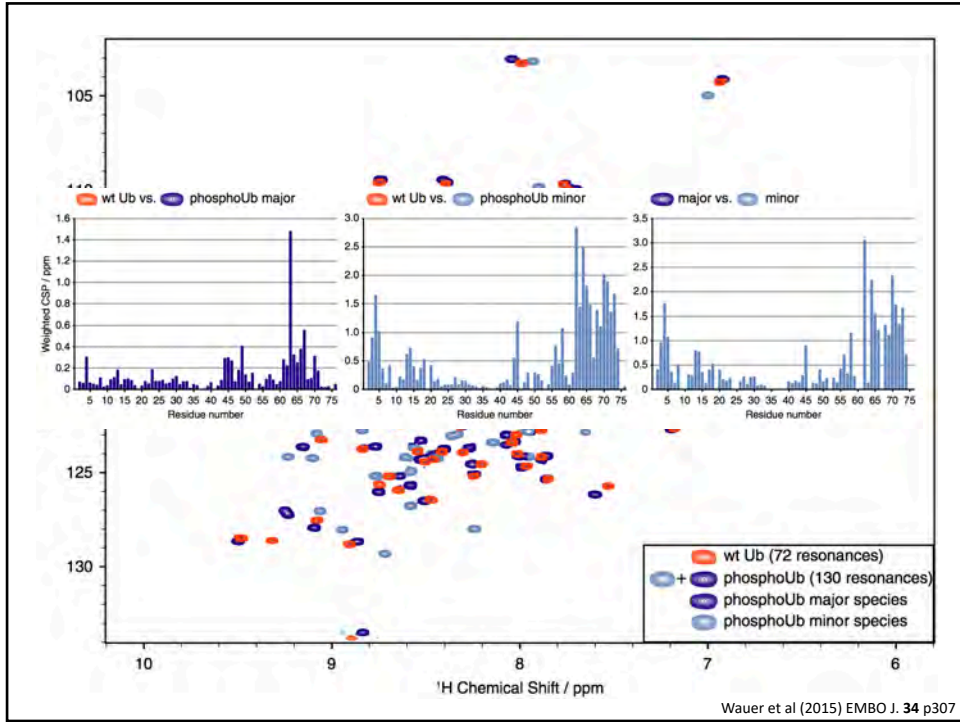 105
110
wt Ub vs. phosphoUb major
wt Ub vs. phosphoUb minor
major vs. minor
Weighted CSP / ppm
1.6
1.4
1.2
1.0
0.8
0.6
0.4
0.2
0
5 10 15 20 25 30 35 40 45 50 55 60 65 70 75
Residue number
3.0
2.5
2.0
1.5
1.0
0.5
0
5 10 15 20 25 30 35 40 45 50 55 60 65 70 75
Residue number
3.5
3.0
2.5
2.0
1.5
1.0
0.5
0
5 10 15 20 25 30 35 40 45 50 55 60 65 70 75
Residue number
125
130
wt Ub (72 resonances)
+ phosphoUb (130 resonances)
phosphoUb major species
phosphoUb minor species
10 9 8 7 6
¹H Chemical Shift / ppm
Wauer et al (2015) EMBO J. 34 p307